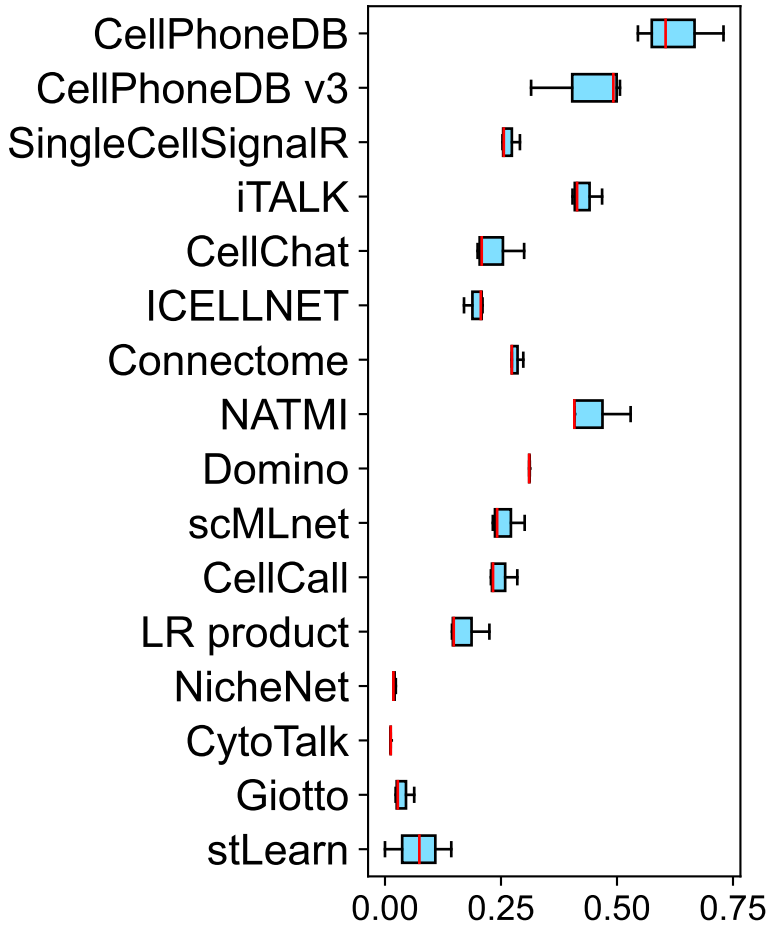 CellPhoneDB
CellPhoneDB v3
SingleCellSignalR
iTALK
CellChat
ICELLNET
Connectome
NATMI
Domino
scMLnet
CellCall
LR product
NicheNet
CytoTalk
Giotto
stLearn
0.00 0.25 0.50 0.75